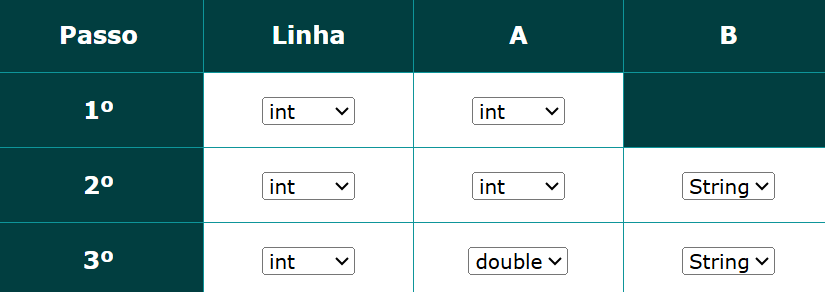 Passo Linha A B
1º int int
2º int int String
3º int double String